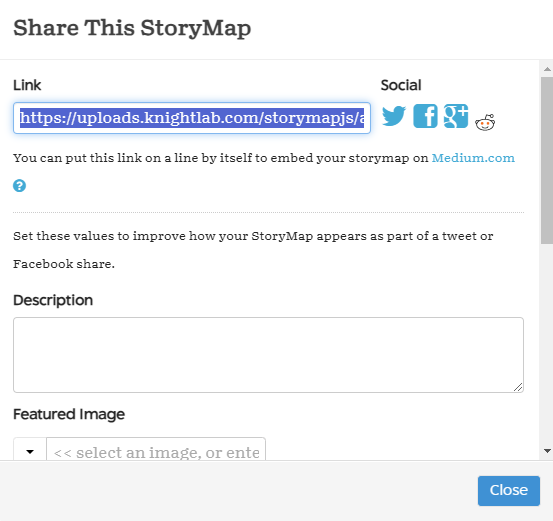 Share This StoryMap
Link
Social
https://uploads.knightlab.com/storymapjs/a
You can put this link on a line by itself to embed your storymap on Medium.com
?
Set these values to improve how your StoryMap appears as part of a tweet or
Facebook share.
Description
Featured Image
<< select an image, or ente
Close